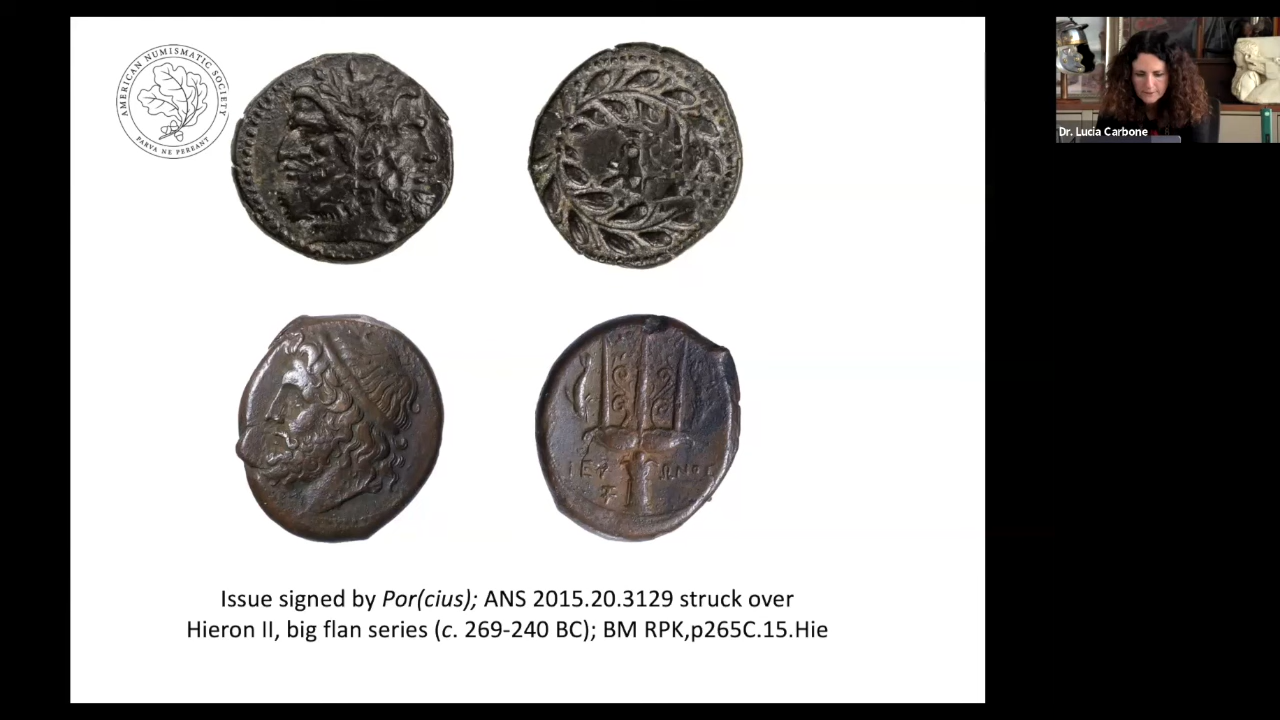 AMERICAN NUMISMATIC SOCIETY
PARVA NE PEREANT
Dr. Lucia Carbone
ΙΕΡ ΩΝΟΣ
Issue signed by Por(cius); ANS 2015.20.3129 struck over
Hieron II, big flan series (c. 269-240 BC); BM RPK,p265C.15.Hie